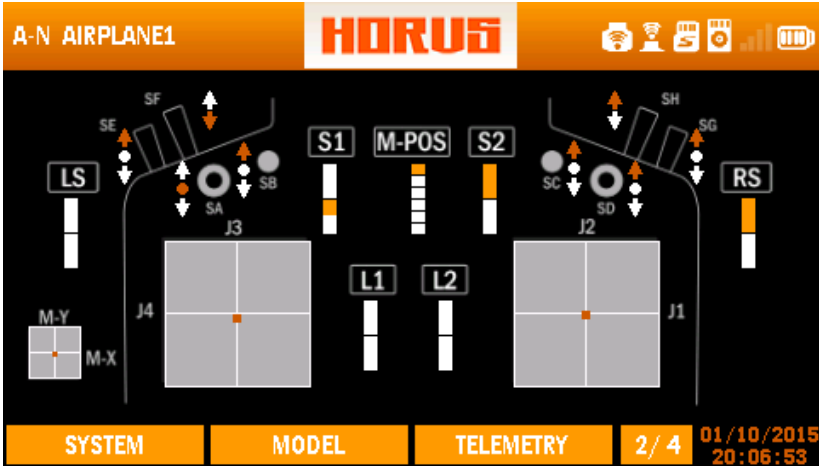 A-N AIRPLANE1
HORUS
SF
SH
SE
SG
S1
M-POS
S2
LS
SB
SC
RS
SA
SD
J3
J2
L1
L2
J4
J1
M-Y
M-X
SYSTEM
MODEL
TELEMETRY
2/4
01/10/2015
20:06:53